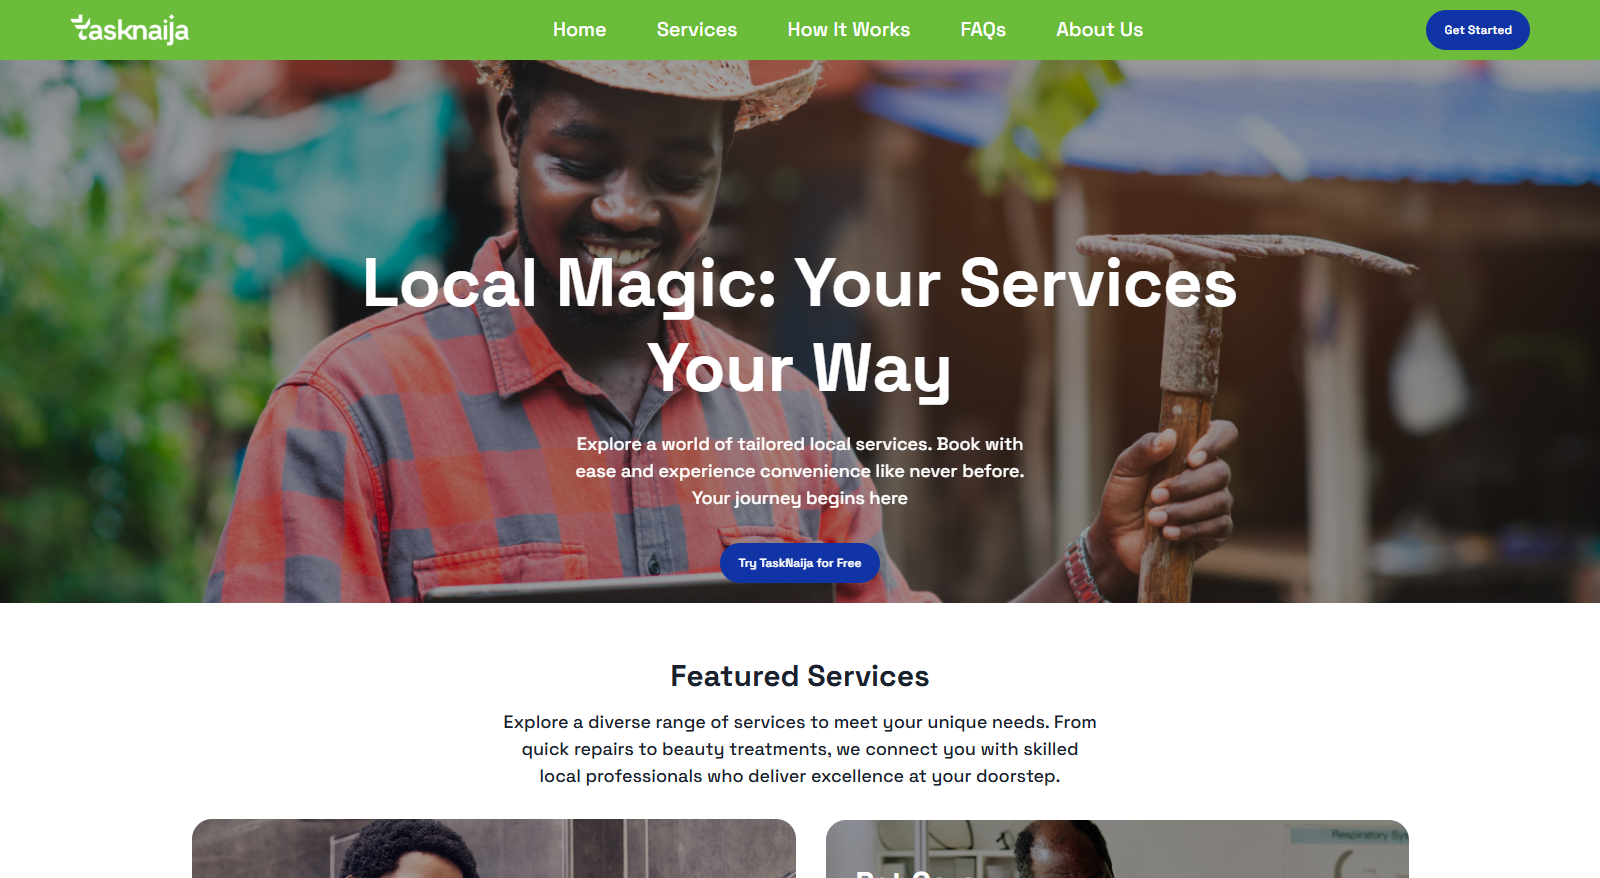 tasknaija
Home
Services
How It Works
FAQs
About Us
Get Started
Local Magic: Your Services
Your Way
Explore a world of tailored local services. Book with
ease and experience convenience like never before.
Your journey begins here
Try TaskNaija for Free
Featured Services
Explore a diverse range of services to meet your unique needs. From
quick repairs to beauty treatments, we connect you with skilled
local professionals who deliver excellence at your doorstep.
Respiratory